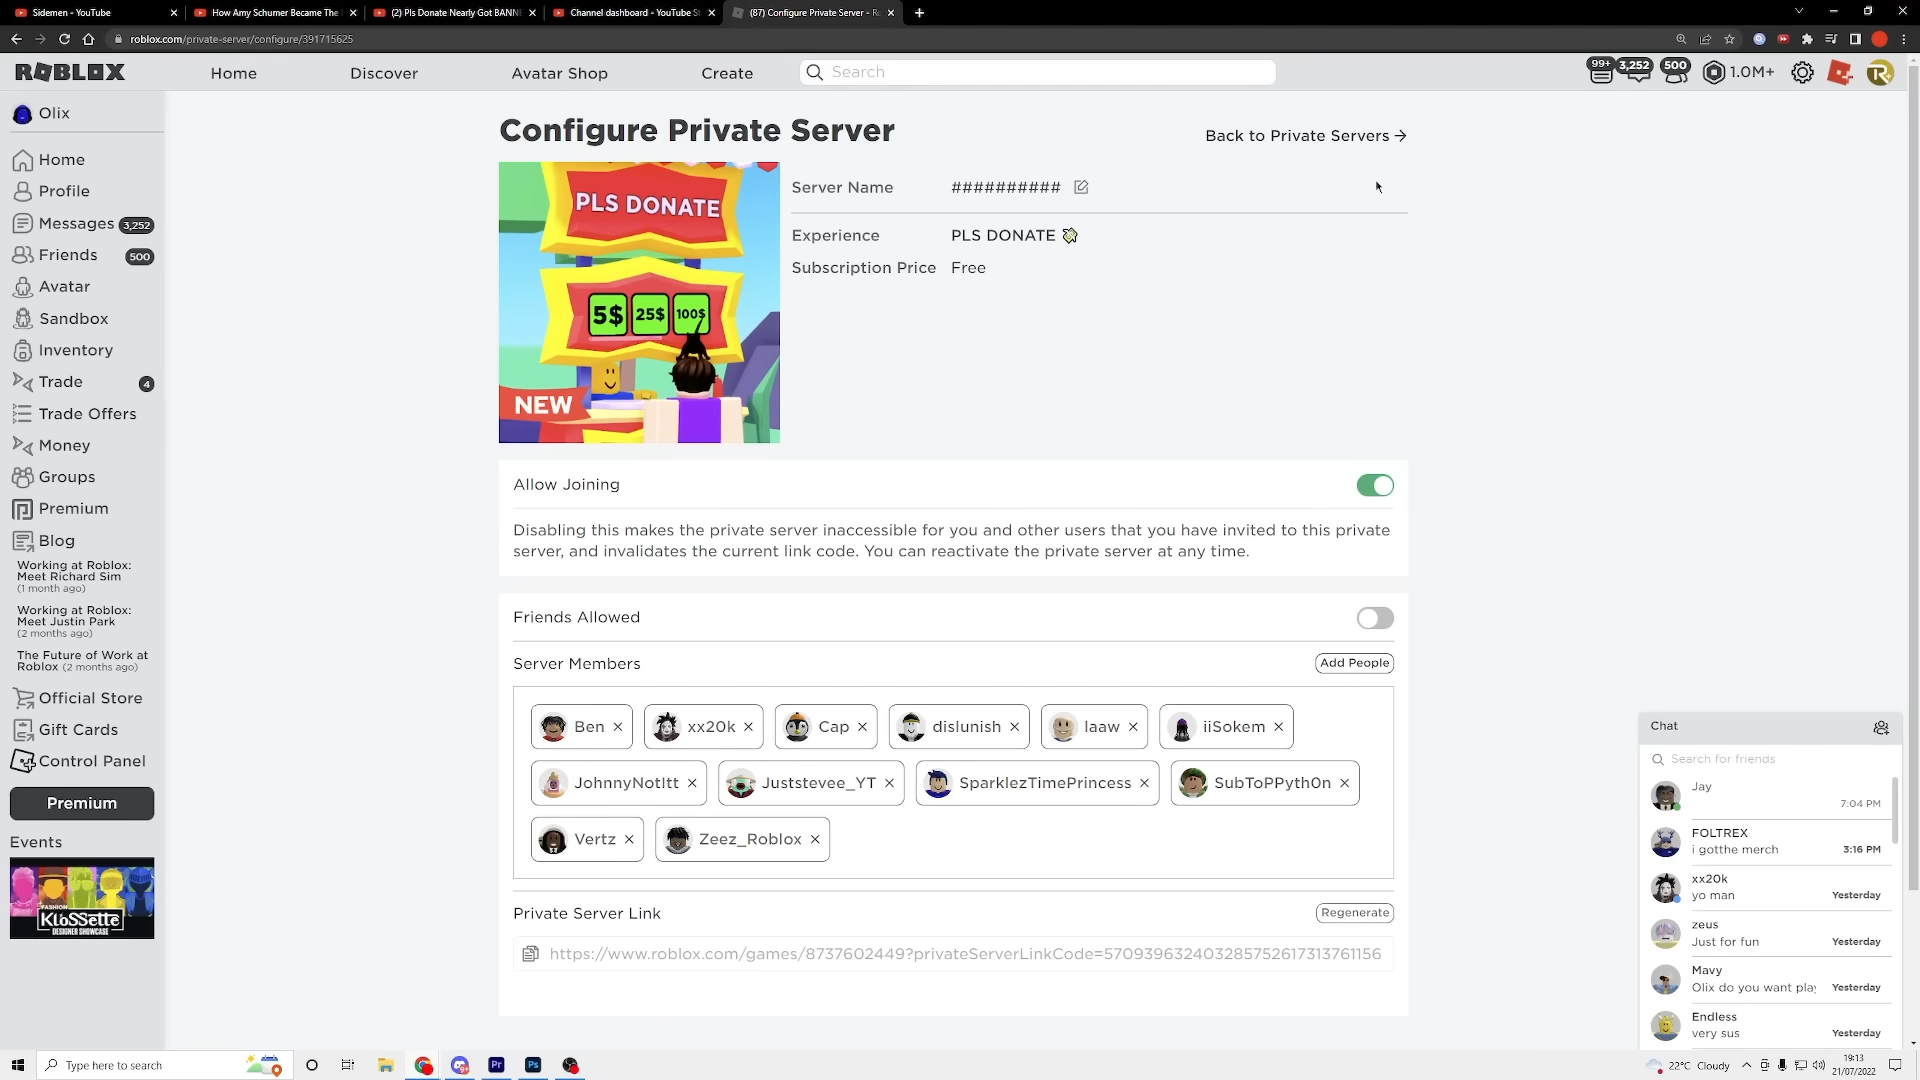 Sidemen - YouTube
How Amy Schumer Became The
(2) Pls Donate Nearly Got BANN
Channel dashboard - YouTube S
(87) Configure Private Server - R
roblox.com/private-server/configure/391715625
ROBLOX
Home
Discover
Avatar Shop
Create
Search
99+
3,252
500
1.0M+
Olix
Home
Profile
Messages 3,252
Friends 500
Avatar
Sandbox
Inventory
Trade 4
Trade Offers
Money
Groups
Premium
Blog
Working at Roblox:
Meet Richard Sim
(1 month ago)
Working at Roblox:
Meet Justin Park
(2 months ago)
The Future of Work at
Roblox (2 months ago)
Official Store
Gift Cards
Control Panel
Premium
Events
FASHION
KloSSette
DESIGNER SHOWCASE
Configure Private Server
Back to Private Servers →
PLS DONATE
5$ 25$ 100$
NEW
Server Name ##########
Experience PLS DONATE
Subscription Price Free
Allow Joining
Disabling this makes the private server inaccessible for you and other users that you have invited to this private
server, and invalidates the current link code. You can reactivate the private server at any time.
Friends Allowed
Server Members
Add People
Ben × xx20k × Cap × dislunish × laaw × iiSokem ×
JohnnyNotItt × Juststevee_YT × SparklezTimePrincess × SubToPPyth0n ×
Vertz × Zeez_Roblox ×
Private Server Link
Regenerate
https://www.roblox.com/games/8737602449?privateServerLinkCode=57093963240328575261731376115​6
Chat
Search for friends
Jay
7:04 PM
FOLTREX
i gotthe merch 3:16 PM
xx20k
yo man Yesterday
zeus
Just for fun Yesterday
Mavy
Olix do you want play Yesterday
Endless
very sus Yesterday
Type here to search
Pr
Ps
22°C Cloudy
19:13
21/07/2022